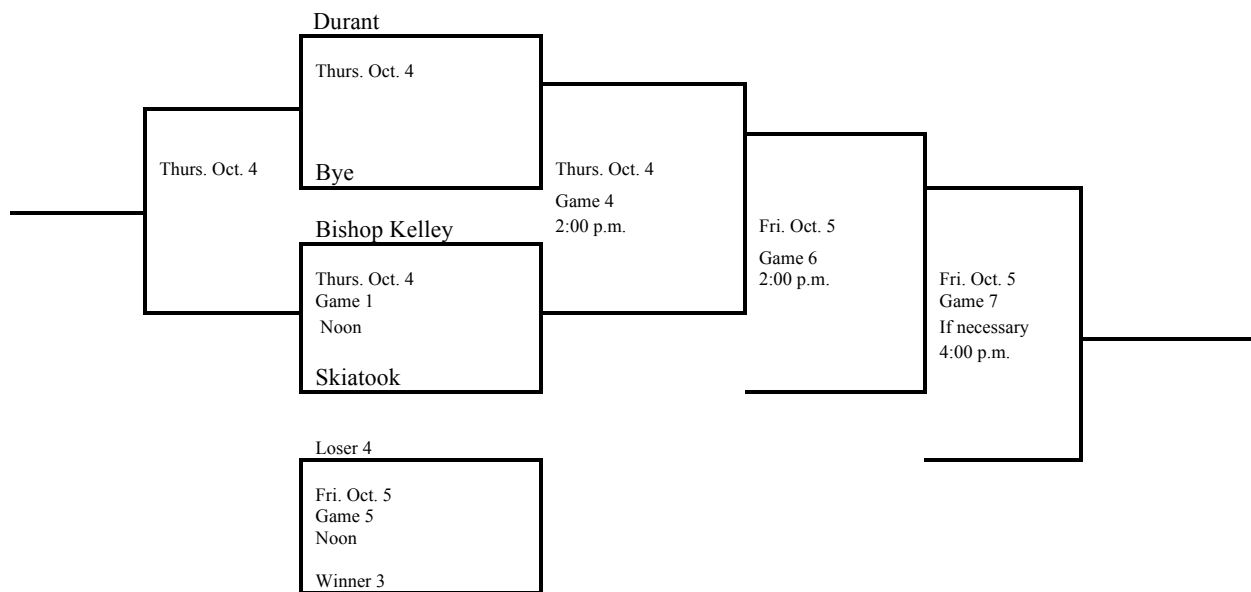 Durant
Thurs. Oct. 4
Bye
Thurs. Oct. 4
Bishop Kelley
Thurs. Oct. 4
Game 1
Noon
Skiatook
Thurs. Oct. 4
Game 4
2:00 p.m.
Fri. Oct. 5
Game 6
2:00 p.m.
Fri. Oct. 5
Game 7
If necessary
4:00 p.m.
Loser 4
Fri. Oct. 5
Game 5
Noon
Winner 3